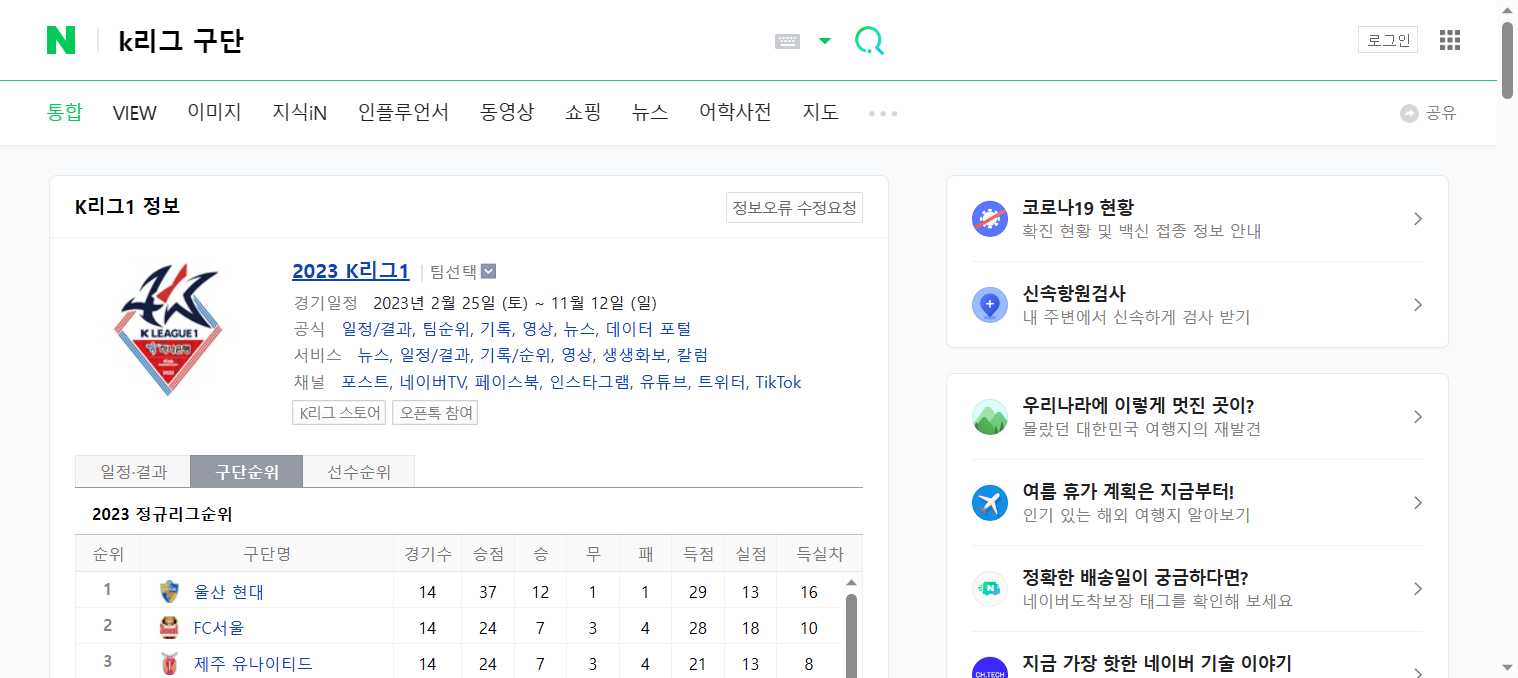 N k리그 구단
로그인
통합 VIEW 이미지 지식iN 인플루언서 동영상 쇼핑 뉴스 어학사전 지도 공유
K리그1 정보
정보오류 수정요청
K LEAGUE 1
하나은행
2023
2023 K리그1 팀선택
경기일정 2023년 2월 25일 (토) ~ 11월 12일 (일)
공식 일정/결과, 팀순위, 기록, 영상, 뉴스, 데이터 포털
서비스 뉴스, 일정/결과, 기록/순위, 영상, 생생화보, 칼럼
채널 포스트, 네이버TV, 페이스북, 인스타그램, 유튜브, 트위터, TikTok
K리그 스토어 오픈톡 참여
일정·결과 구단순위 선수순위
2023 정규리그순위
순위 구단명 경기수 승점 승 무 패 득점 실점 득실차
1 울산 현대 14 37 12 1 1 29 13 16
2 FC서울 14 24 7 3 4 28 18 10
3 제주 유나이티드 14 24 7 3 4 21 13 8
코로나19 현황
확진 현황 및 백신 접종 정보 안내
신속항원검사
내 주변에서 신속하게 검사 받기
우리나라에 이렇게 멋진 곳이?
몰랐던 대한민국 여행지의 재발견
여름 휴가 계획은 지금부터!
인기 있는 해외 여행지 알아보기
정확한 배송일이 궁금하다면?
네이버도착보장 태그를 확인해 보세요
지금 가장 핫한 네이버 기술 이야기
CH.TECH